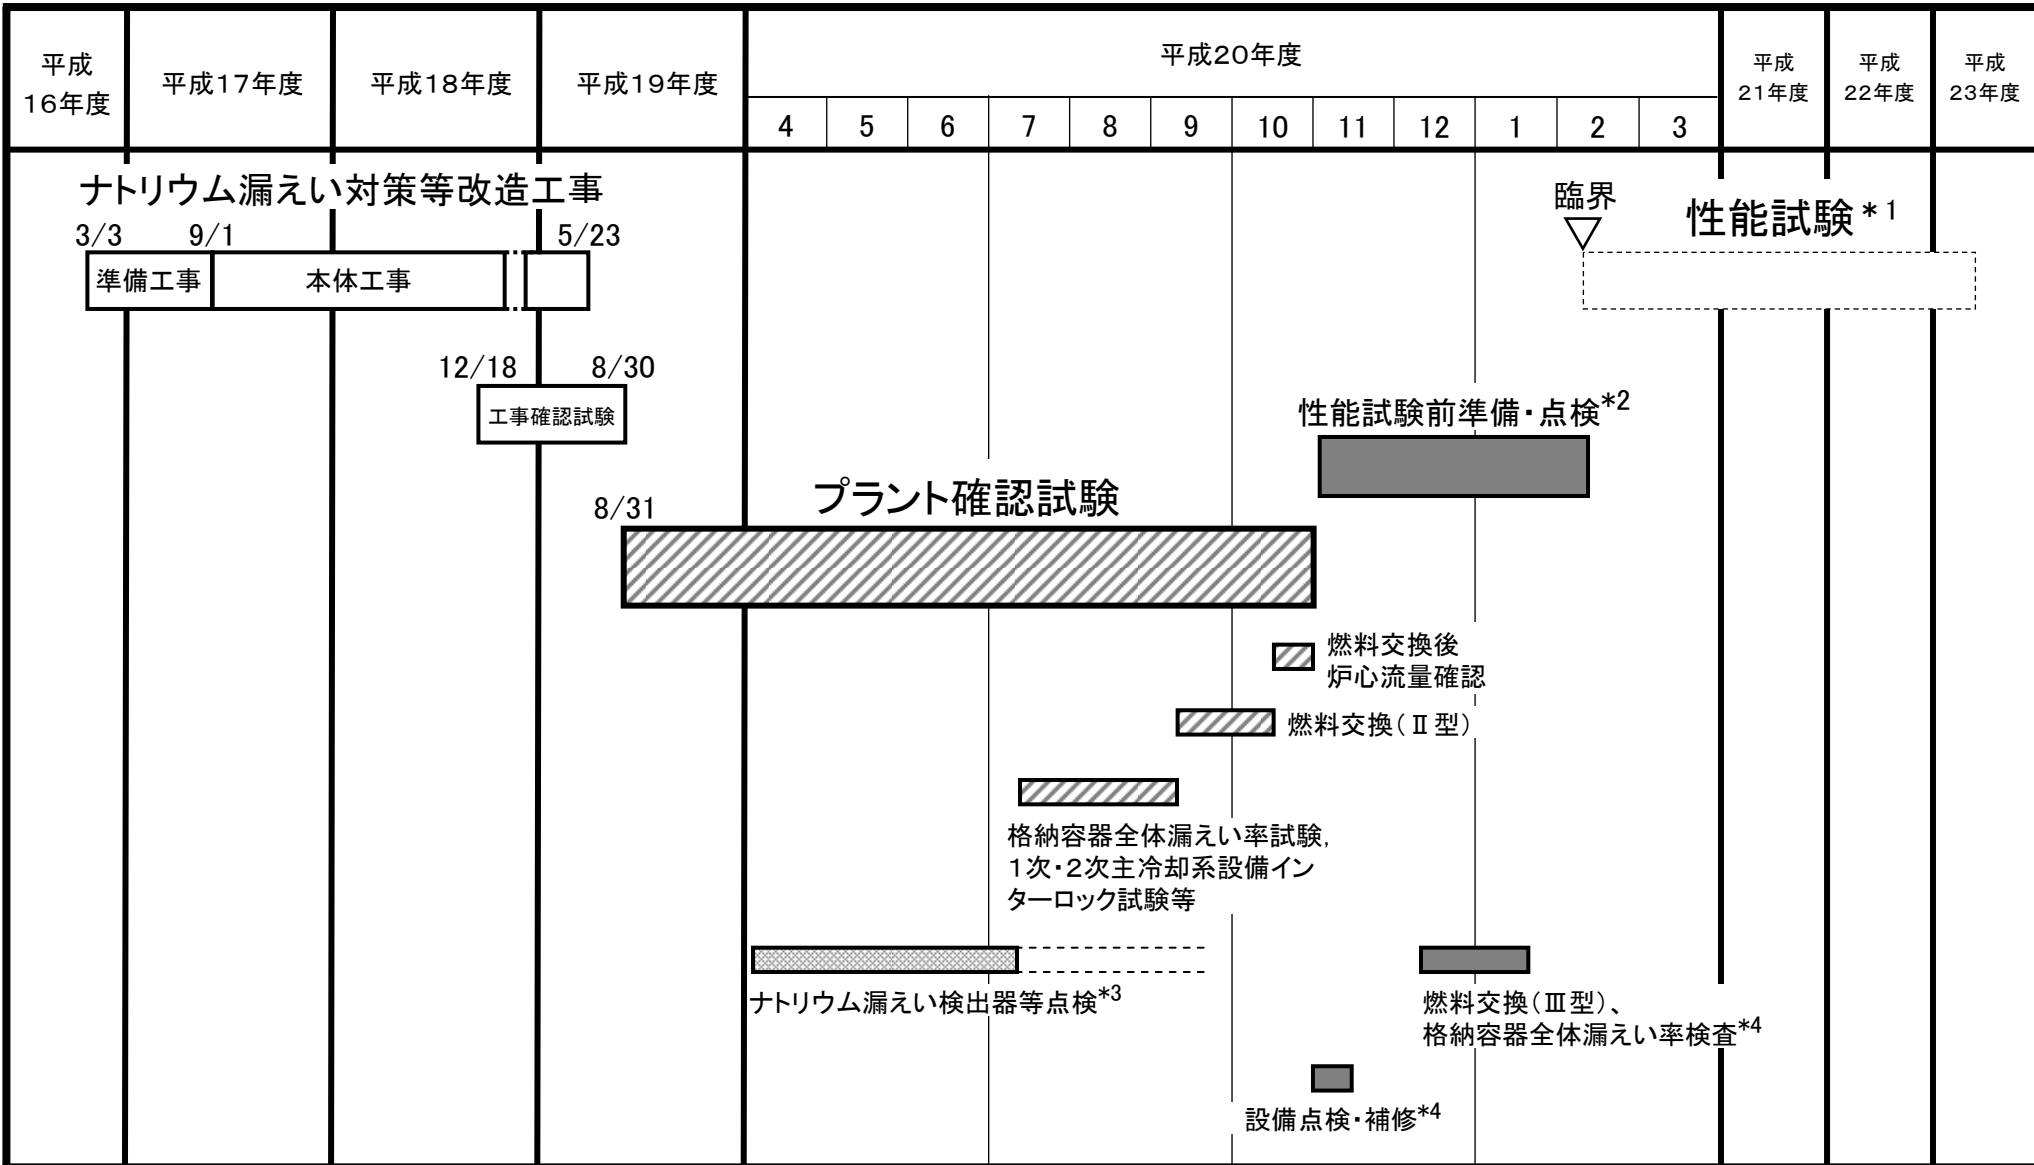 平成
16年度
平成17年度
平成18年度
平成19年度
平成20年度
平成
21年度
平成
22年度
平成
23年度
4
5
6
7
8
9
10
11
12
1
2
3
ナトリウム漏えい対策等改造工事
3/3
9/1
5/23
準備工事
本体工事
臨界
性能試験*1
12/18
8/30
工事確認試験
性能試験前準備・点検*2
プラント確認試験
8/31
燃料交換後
炉心流量確認
燃料交換(Ⅱ型)
格納容器全体漏えい率試験,
1次・2次主冷却系設備イン
ターロック試験等
ナトリウム漏えい検出器等点検*3
燃料交換(Ⅲ型)、
格納容器全体漏えい率検査*4
設備点検・補修*4